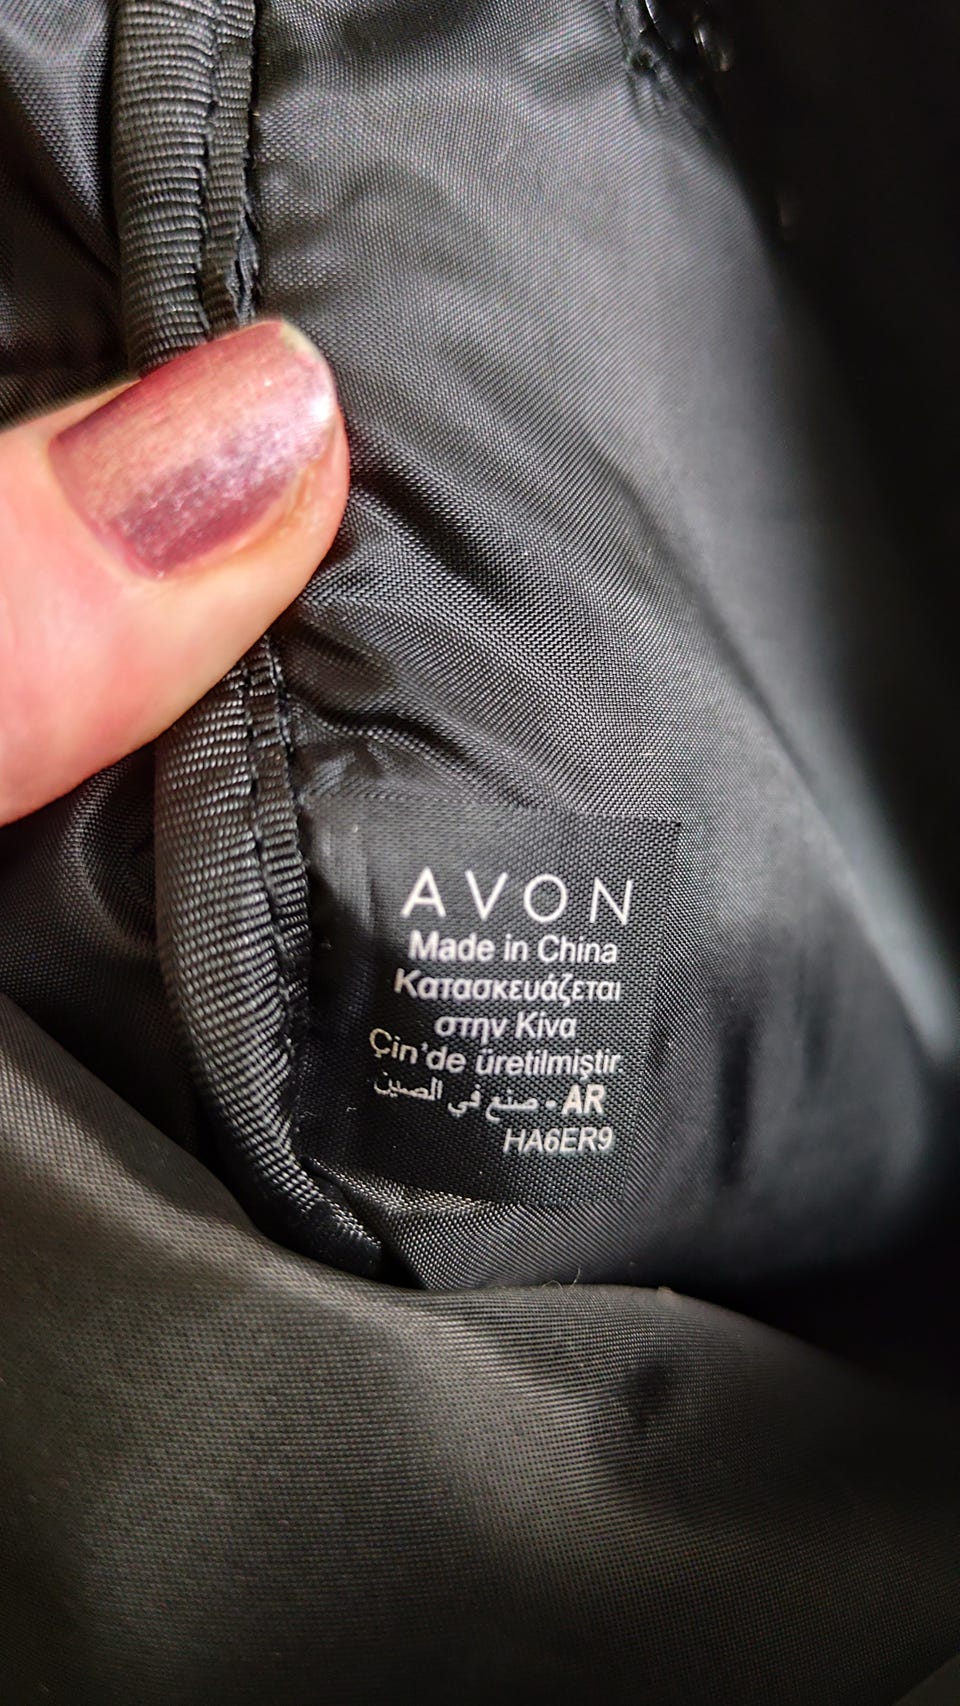 AVON
Made in China
Κατασκευάζεται
στην Κίνα
Çin'de üretilmiştir
AR - صنع في الصين
HA6ER9